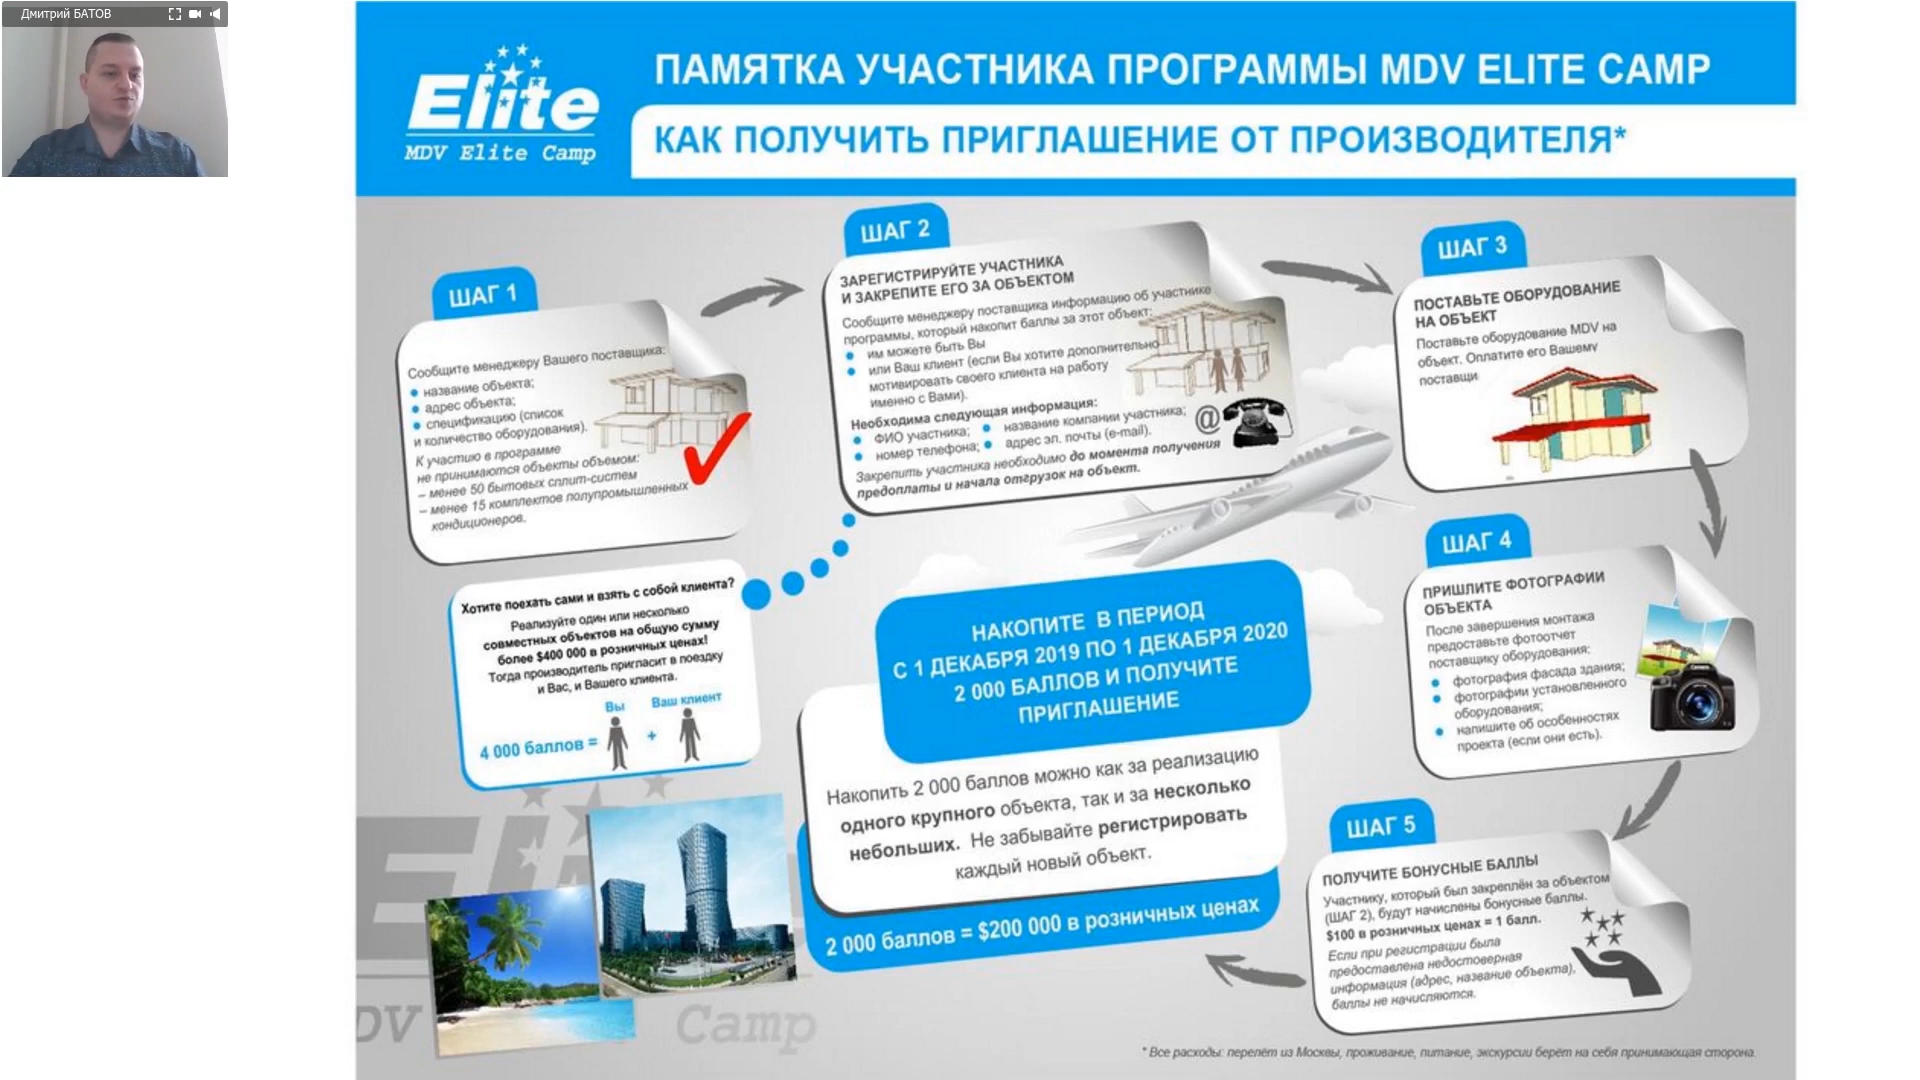 Дмитрий БАТОВ
Elite
MDV Elite Camp
ПАМЯТКА УЧАСТНИКА ПРОГРАММЫ MDV ELITE CAMP
КАК ПОЛУЧИТЬ ПРИГЛАШЕНИЕ ОТ ПРОИЗВОДИТЕЛЯ*
ШАГ 1
Сообщите менеджеру Вашего поставщика:
название объекта;
адрес объекта;
спецификацию (список
и количество оборудования).
К участию в программе
не принимаются объекты объемом:
– менее 50 бытовых сплит-систем
– менее 15 комплектов полупромышленных
кондиционеров.
ШАГ 2
ЗАРЕГИСТРИРУЙТЕ УЧАСТНИКА
И ЗАКРЕПИТЕ ЕГО ЗА ОБЪЕКТОМ
Сообщите менеджеру поставщика информацию об участнике
программы, который накопит баллы за этот объект:
им можете быть Вы
или Ваш клиент (если Вы хотите дополнительно
мотивировать своего клиента на работу
именно с Вами).
Необходима следующая информация:
ФИО участника; название компании участника;
номер телефона; адрес эл. почты (e-mail).
@
Закрепить участника необходимо до момента получения
предоплаты и начала отгрузок на объект.
ШАГ 3
ПОСТАВЬТЕ ОБОРУДОВАНИЕ
НА ОБЪЕКТ
Поставьте оборудование MDV на
объект. Оплатите его Вашему
поставщи
ШАГ 4
ПРИШЛИТЕ ФОТОГРАФИИ
ОБЪЕКТА
После завершения монтажа
предоставьте фотоотчет
поставщику оборудования:
фотография фасада здания;
фотографии установленного
оборудования;
напишите об особенностях
проекта (если они есть).
ШАГ 5
ПОЛУЧИТЕ БОНУСНЫЕ БАЛЛЫ
Участнику, который был закреплён за объектом
(ШАГ 2), будут начислены бонусные баллы.
$100 в розничных ценах = 1 балл.
Если при регистрации была
предоставлена недостоверная
информация (адрес, название объекта),
баллы не начисляются.
Хотите поехать сами и взять с собой клиента?
Реализуйте один или несколько
совместных объектов на общую сумму
более $400 000 в розничных ценах!
Тогда производитель пригласит в поездку
и Вас, и Вашего клиента.
Вы Ваш клиент
4 000 баллов = +
НАКОПИТЕ В ПЕРИОД
С 1 ДЕКАБРЯ 2019 ПО 1 ДЕКАБРЯ 2020
2 000 БАЛЛОВ И ПОЛУЧИТЕ
ПРИГЛАШЕНИЕ
Накопить 2 000 баллов можно как за реализацию
одного крупного объекта, так и за несколько
небольших. Не забывайте регистрировать
каждый новый объект.
2 000 баллов = $200 000 в розничных ценах
DV Camp
* Все расходы: перелёт из Москвы, проживание, питание, экскурсии берёт на себя принимающая сторона.